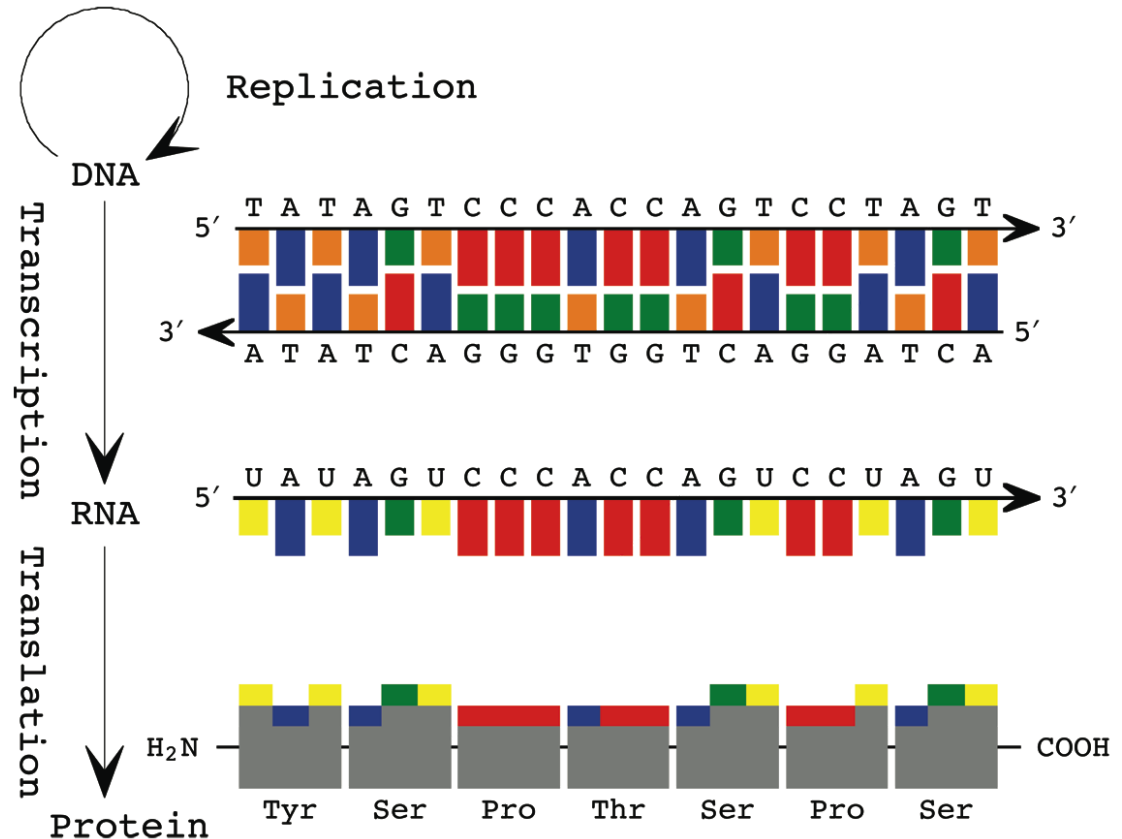 Replication
DNA
Transcription
5′ T A T A G T C C C A C C A G T C C T A G T 3′
3′ A T A T C A G G G T G G T C A G G A T C A 5′
5′ U A U A G U C C C A C C A G U C C U A G U 3′
RNA
Translation
H₂N COOH
Tyr Ser Pro Thr Ser Pro Ser
Protein